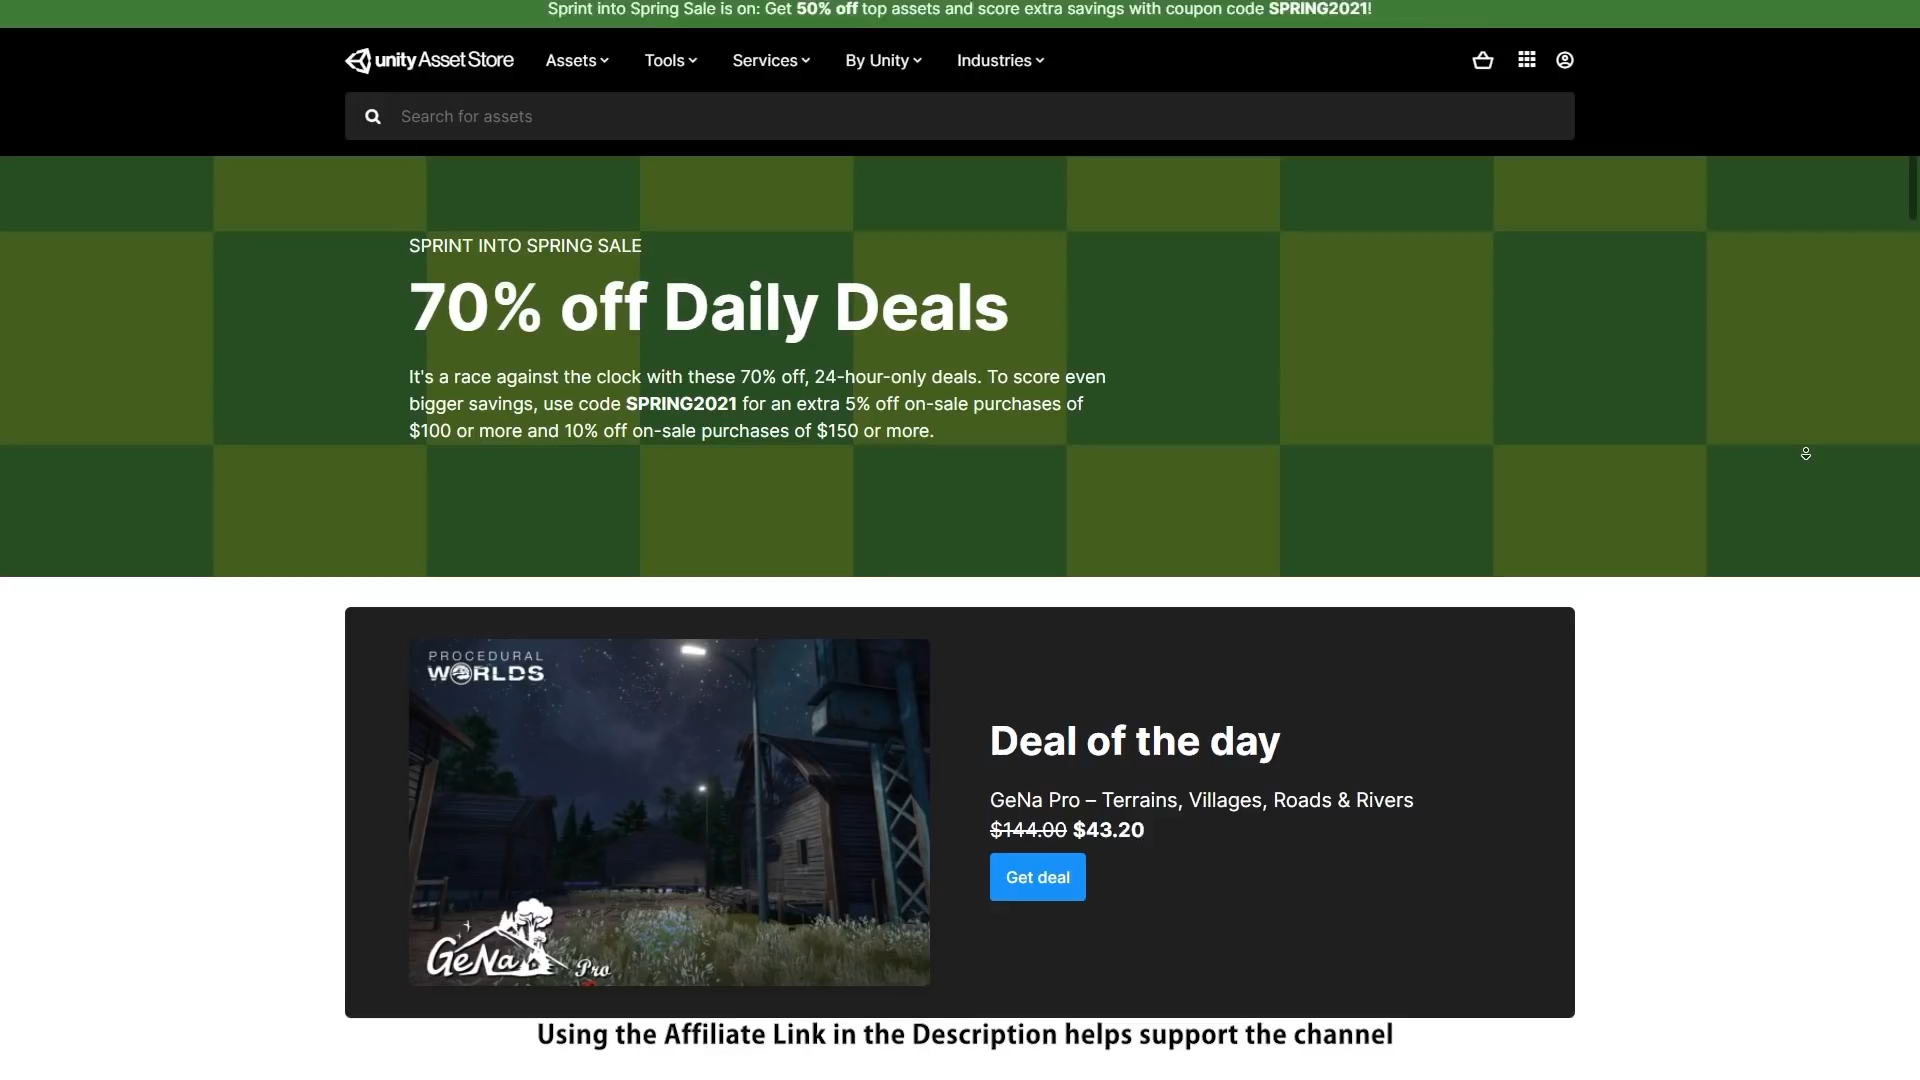 Sprint into Spring Sale is on: Get 50% off top assets and score extra savings with coupon code SPRING2021!
unity Asset Store
Assets
Tools
Services
By Unity
Industries
Search for assets
SPRINT INTO SPRING SALE
70% off Daily Deals
It's a race against the clock with these 70% off, 24-hour-only deals. To score even
bigger savings, use code SPRING2021 for an extra 5% off on-sale purchases of
$100 or more and 10% off on-sale purchases of $150 or more.
PROCEDURAL
WORLDS
Deal of the day
GeNa Pro – Terrains, Villages, Roads & Rivers
$144.00 $43.20
Get deal
GeNa Pro
Using the Affiliate Link in the Description helps support the channel